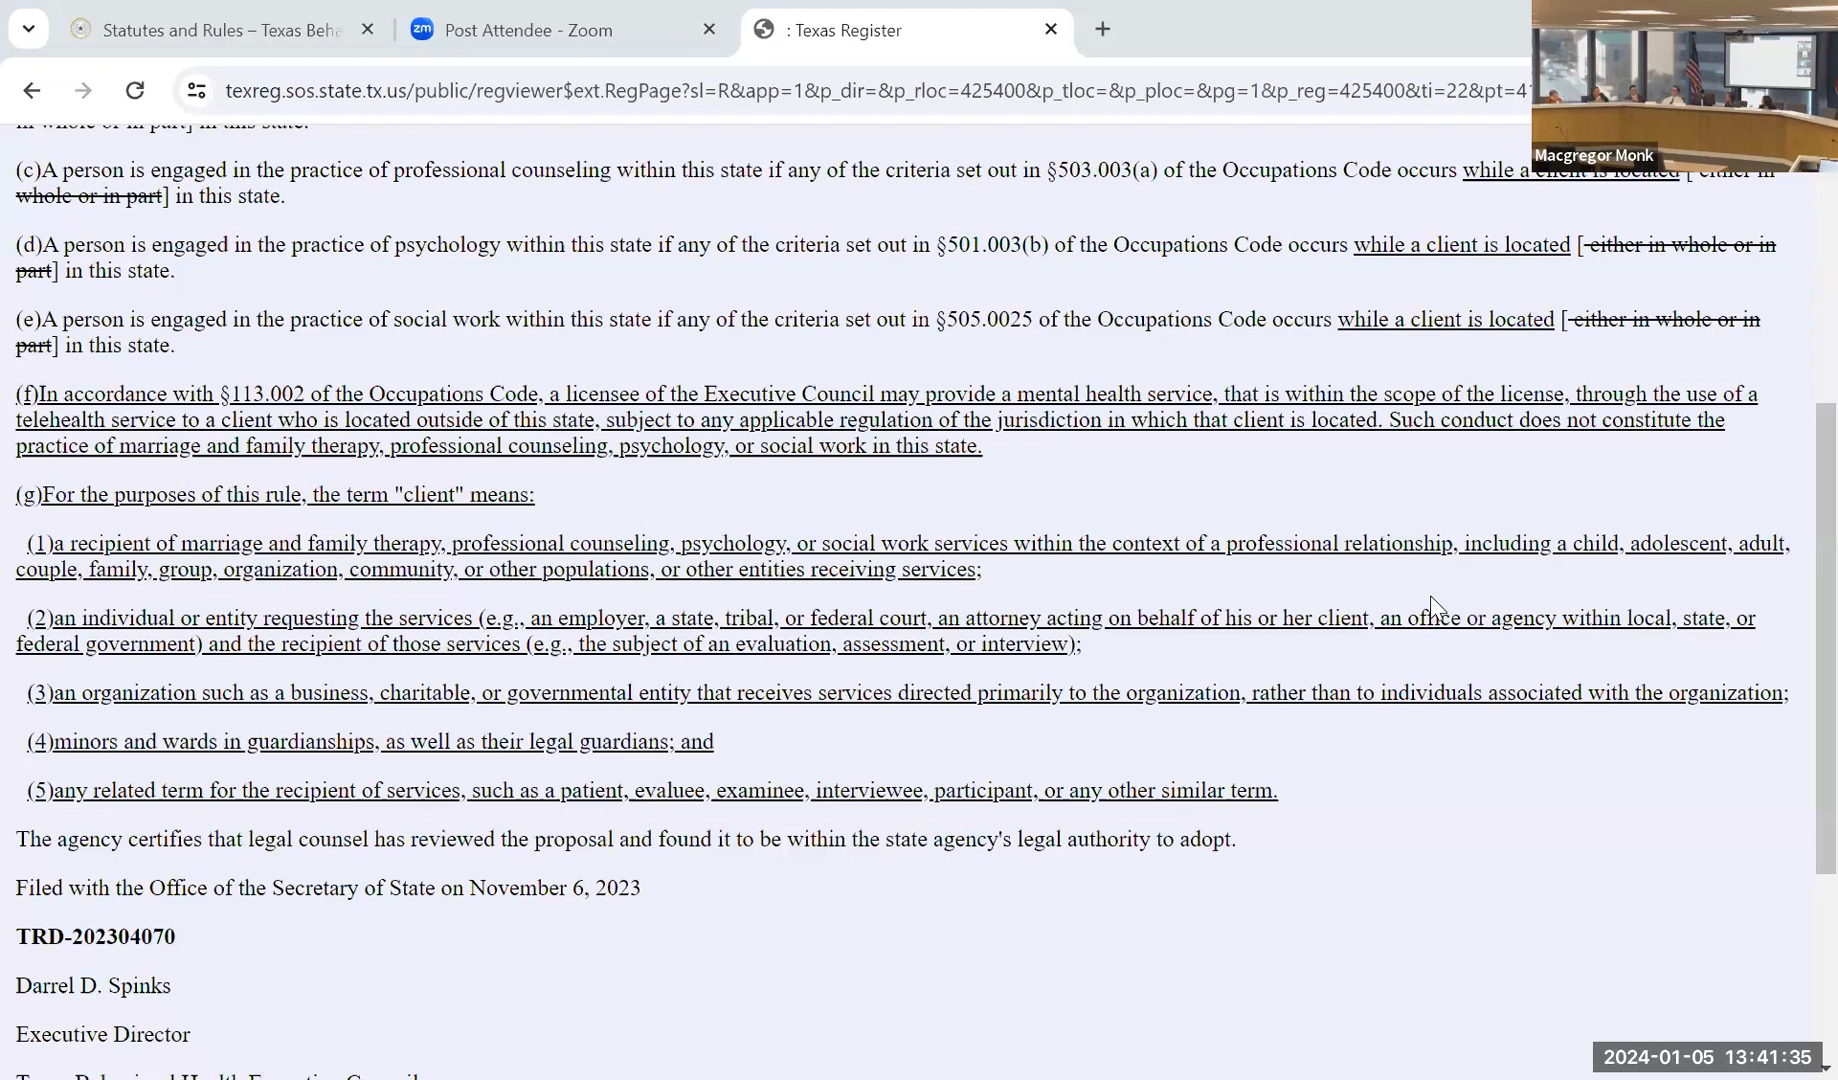 Statutes and Rules – Texas Beha
zm Post Attendee - Zoom
: Texas Register
texreg.sos.state.tx.us/public/regviewer$ext.RegPage?sl=R&app=1&p_dir=&p_rloc=425400&p_tloc=&p_ploc=&pg=1&p_reg=425400&ti=22&pt=41
Macgregor Monk
in whole or in part] in this state.
(c)A person is engaged in the practice of professional counseling within this state if any of the criteria set out in §503.003(a) of the Occupations Code occurs while a client is located [ either in
whole or in part] in this state.
(d)A person is engaged in the practice of psychology within this state if any of the criteria set out in §501.003(b) of the Occupations Code occurs while a client is located [ either in whole or in
part] in this state.
(e)A person is engaged in the practice of social work within this state if any of the criteria set out in §505.0025 of the Occupations Code occurs while a client is located [ either in whole or in
part] in this state.
(f)In accordance with §113.002 of the Occupations Code, a licensee of the Executive Council may provide a mental health service, that is within the scope of the license, through the use of a
telehealth service to a client who is located outside of this state, subject to any applicable regulation of the jurisdiction in which that client is located. Such conduct does not constitute the
practice of marriage and family therapy, professional counseling, psychology, or social work in this state.
(g)For the purposes of this rule, the term "client" means:
(1)a recipient of marriage and family therapy, professional counseling, psychology, or social work services within the context of a professional relationship, including a child, adolescent, adult,
couple, family, group, organization, community, or other populations, or other entities receiving services;
(2)an individual or entity requesting the services (e.g., an employer, a state, tribal, or federal court, an attorney acting on behalf of his or her client, an office or agency within local, state, or
federal government) and the recipient of those services (e.g., the subject of an evaluation, assessment, or interview);
(3)an organization such as a business, charitable, or governmental entity that receives services directed primarily to the organization, rather than to individuals associated with the organization;
(4)minors and wards in guardianships, as well as their legal guardians; and
(5)any related term for the recipient of services, such as a patient, evaluee, examinee, interviewee, participant, or any other similar term.
The agency certifies that legal counsel has reviewed the proposal and found it to be within the state agency's legal authority to adopt.
Filed with the Office of the Secretary of State on November 6, 2023
TRD-202304070
Darrel D. Spinks
Executive Director
Texas Behavioral Health Executive Council
2024-01-05 13:41:35